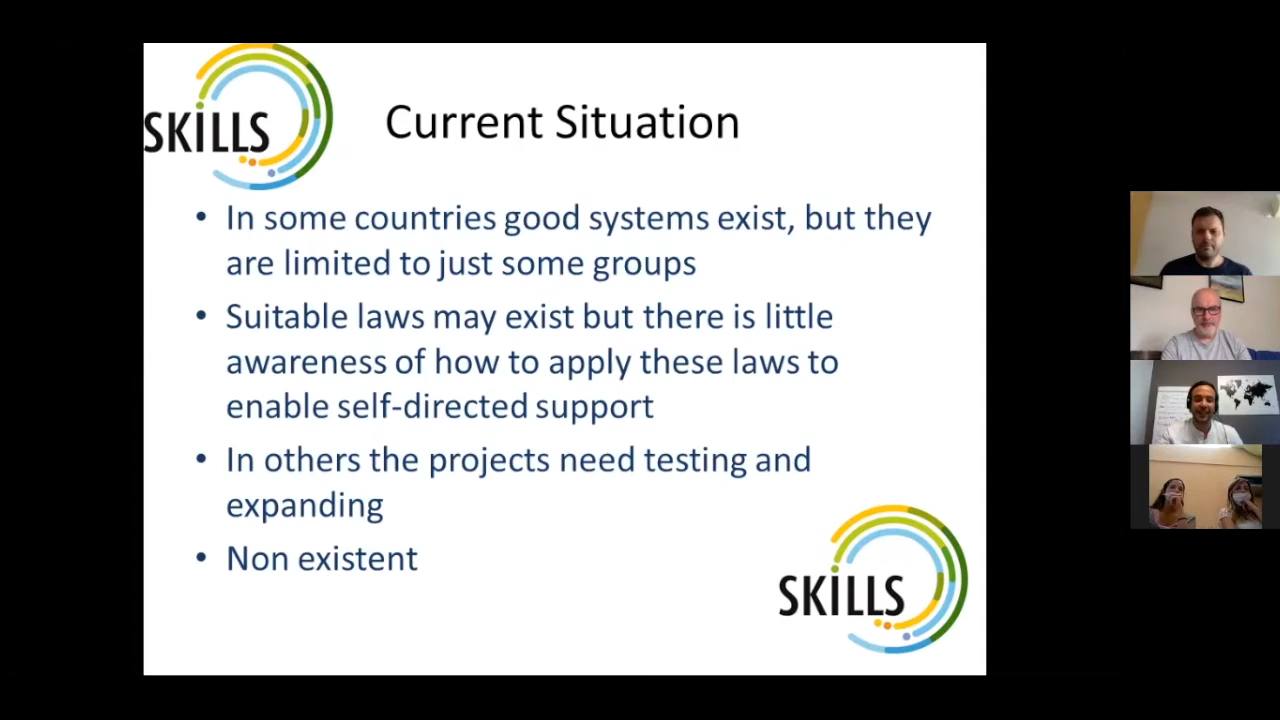 SKILLS
Current Situation
• In some countries good systems exist, but they
are limited to just some groups
• Suitable laws may exist but there is little
awareness of how to apply these laws to
enable self-directed support
• In others the projects need testing and
expanding
• Non existent
SKILLS